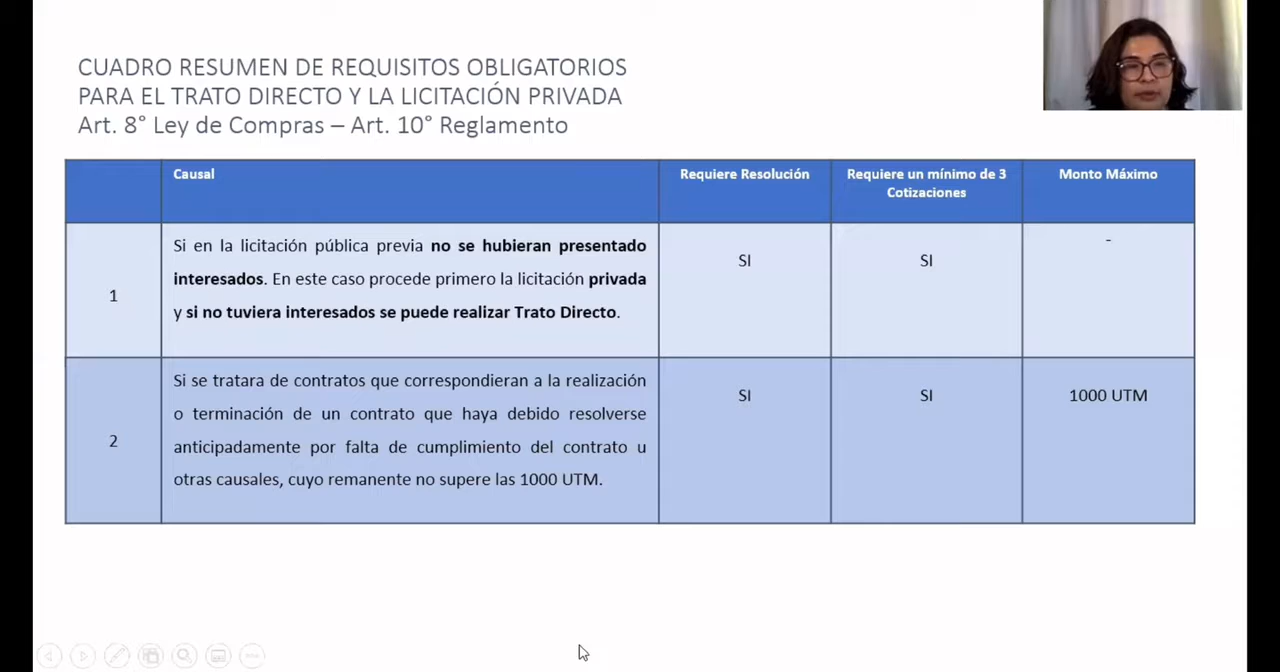 CUADRO RESUMEN DE REQUISITOS OBLIGATORIOS
PARA EL TRATO DIRECTO Y LA LICITACIÓN PRIVADA
Art. 8° Ley de Compras – Art. 10° Reglamento
Causal
Requiere Resolución
Requiere un mínimo de 3
Cotizaciones
Monto Máximo
1
Si en la licitación pública previa no se hubieran presentado
interesados. En este caso procede primero la licitación privada
y si no tuviera interesados se puede realizar Trato Directo.
SI
SI
-
2
Si se tratara de contratos que correspondieran a la realización
o terminación de un contrato que haya debido resolverse
anticipadamente por falta de cumplimiento del contrato u
otras causales, cuyo remanente no supere las 1000 UTM.
SI
SI
1000 UTM